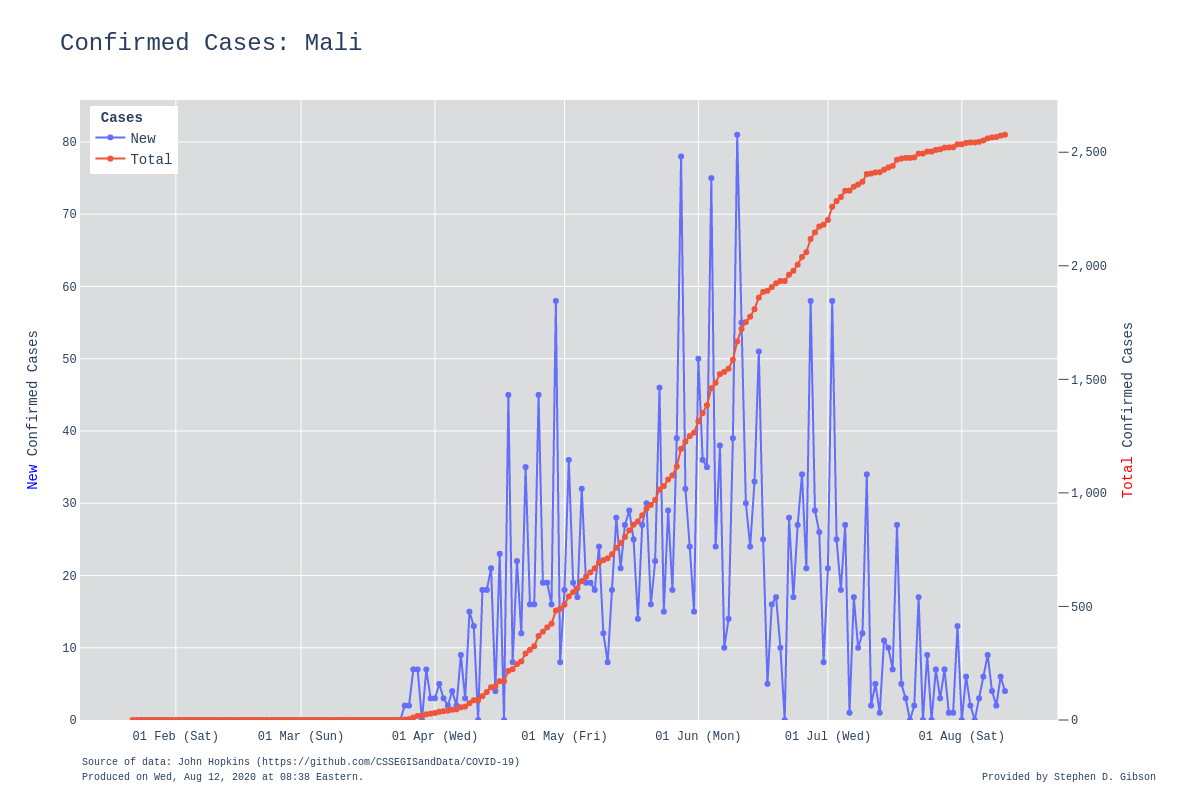 Confirmed Cases: Mali
Cases
New
Total
80
70
60
50
40
30
20
10
0
2,500
2,000
1,500
1,000
500
0
New Confirmed Cases
Total Confirmed Cases
01 Feb (Sat)
01 Mar (Sun)
01 Apr (Wed)
01 May (Fri)
01 Jun (Mon)
01 Jul (Wed)
01 Aug (Sat)
Source of data: John Hopkins (https://github.com/CSSEGISandData/COVID-19)
Produced on Wed, Aug 12, 2020 at 08:38 Eastern.
Provided by Stephen D. Gibson